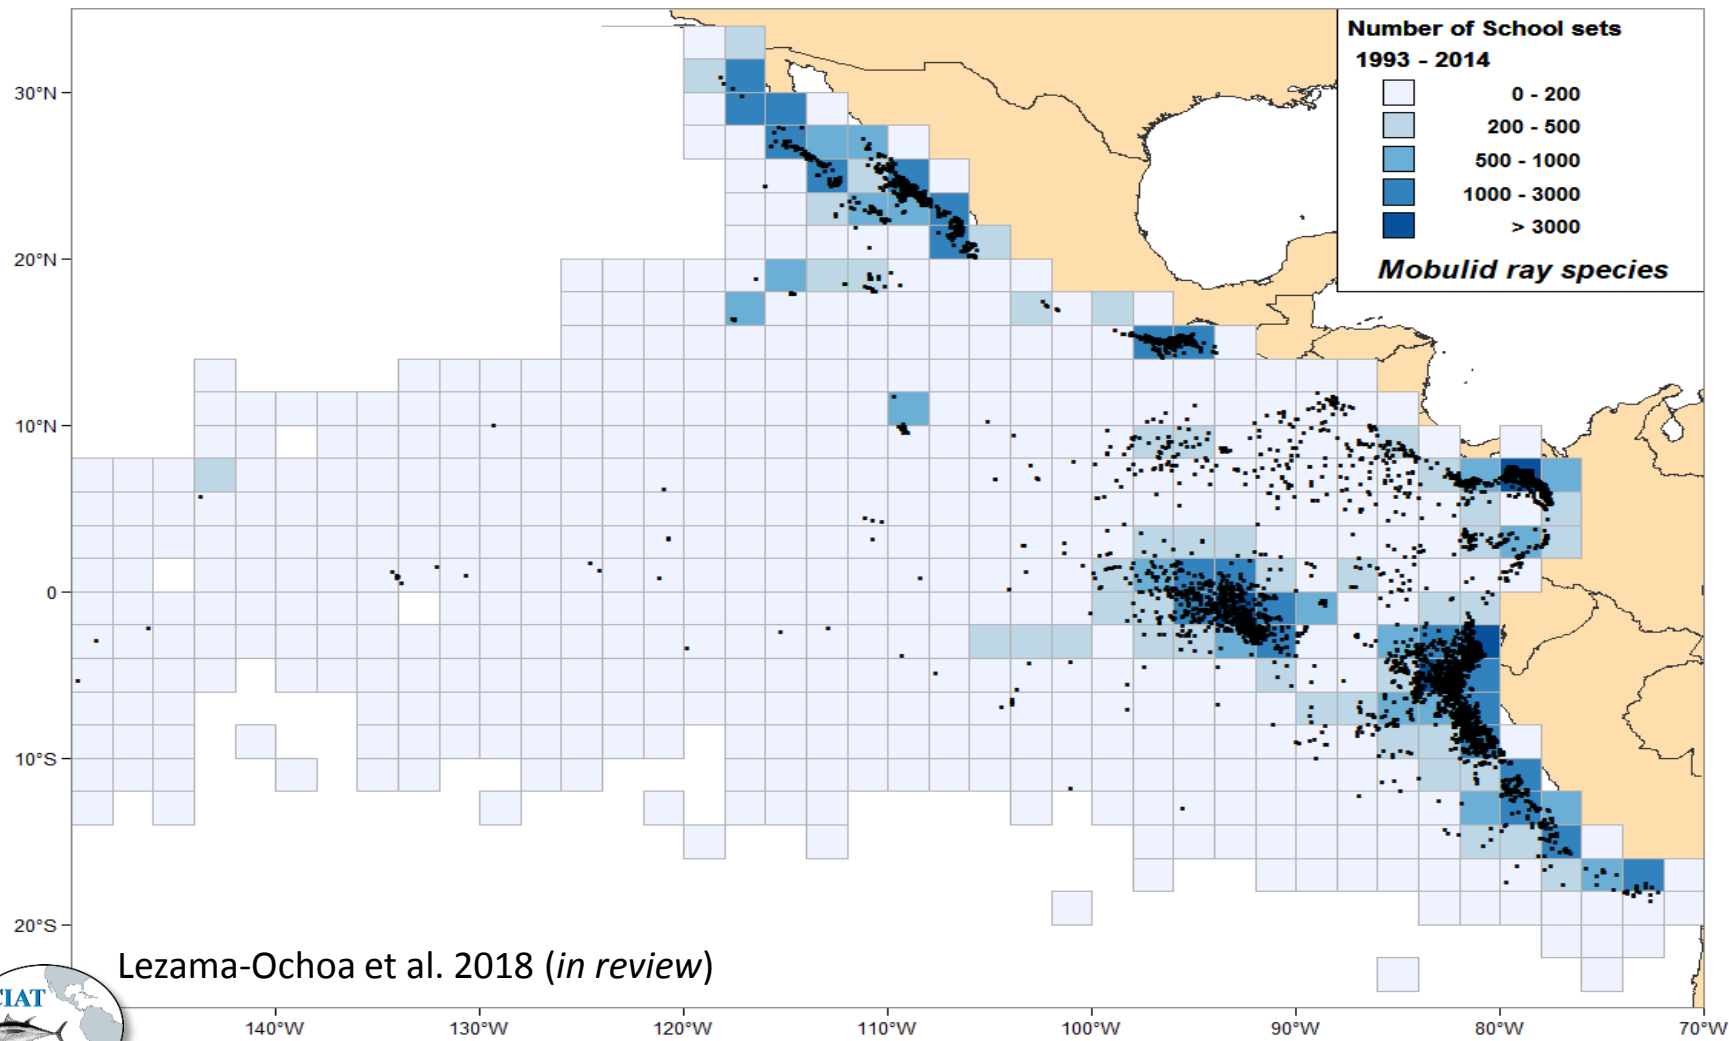 Number of School sets
1993 - 2014
0 - 200
200 - 500
500 - 1000
1000 - 3000
> 3000
Mobulid ray species
30°N
20°N
10°N
0
10°S
20°S
Lezama-Ochoa et al. 2018 (in review)
CIAT
140°W
130°W
120°W
110°W
100°W
90°W
80°W
70°W